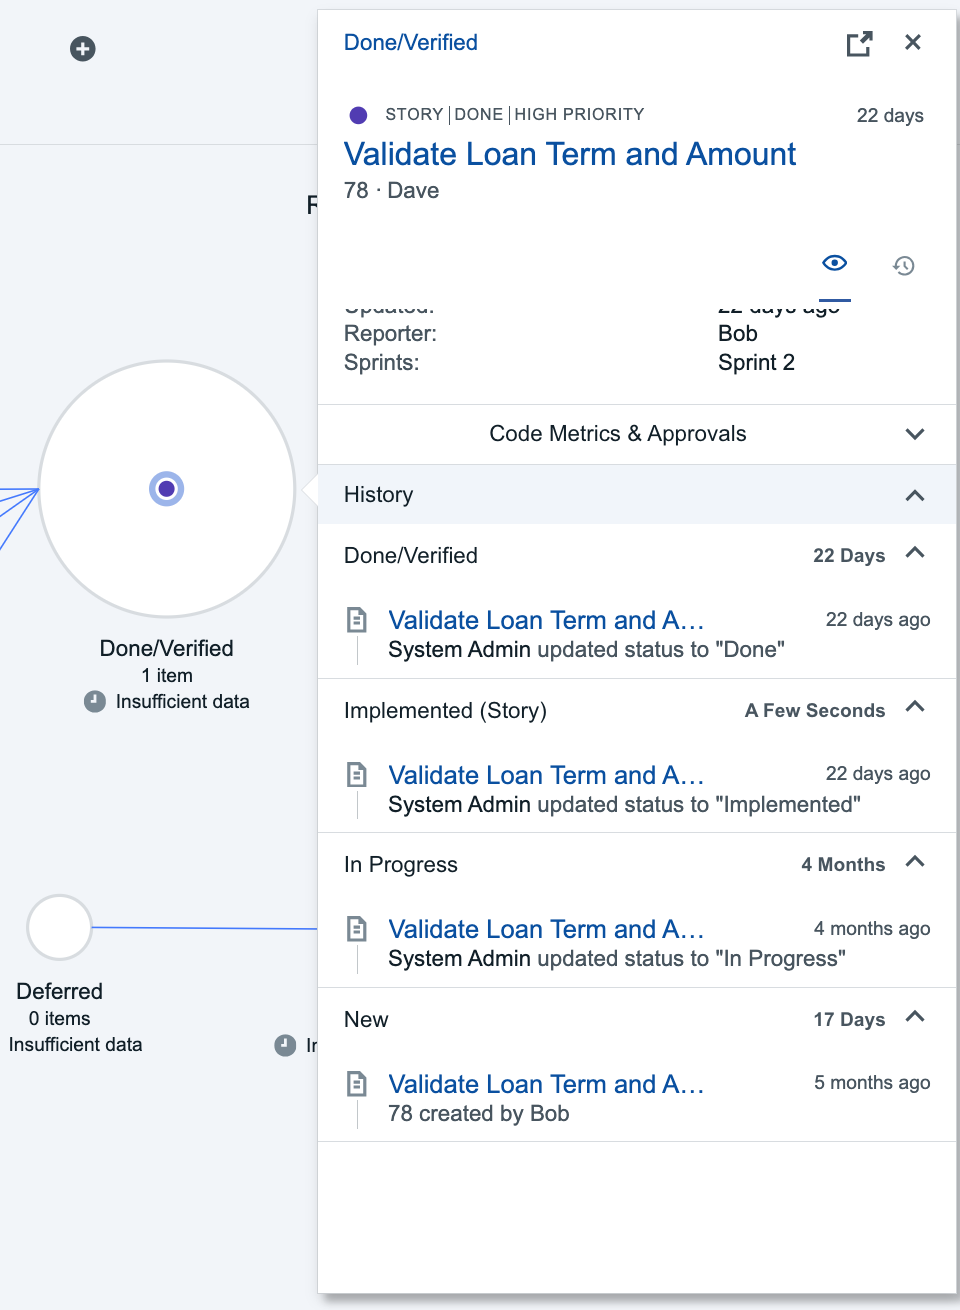 Done/Verified
STORY | DONE | HIGH PRIORITY 22 days
Validate Loan Term and Amount
78 · Dave
Updated: 22 days ago
Reporter: Bob
Sprints: Sprint 2
Code Metrics & Approvals
History
Done/Verified 22 Days
Validate Loan Term and A... 22 days ago
System Admin updated status to "Done"
Implemented (Story) A Few Seconds
Validate Loan Term and A... 22 days ago
System Admin updated status to "Implemented"
In Progress 4 Months
Validate Loan Term and A... 4 months ago
System Admin updated status to "In Progress"
New 17 Days
Validate Loan Term and A... 5 months ago
78 created by Bob
Done/Verified
1 item
Insufficient data
Deferred
0 items
Insufficient data